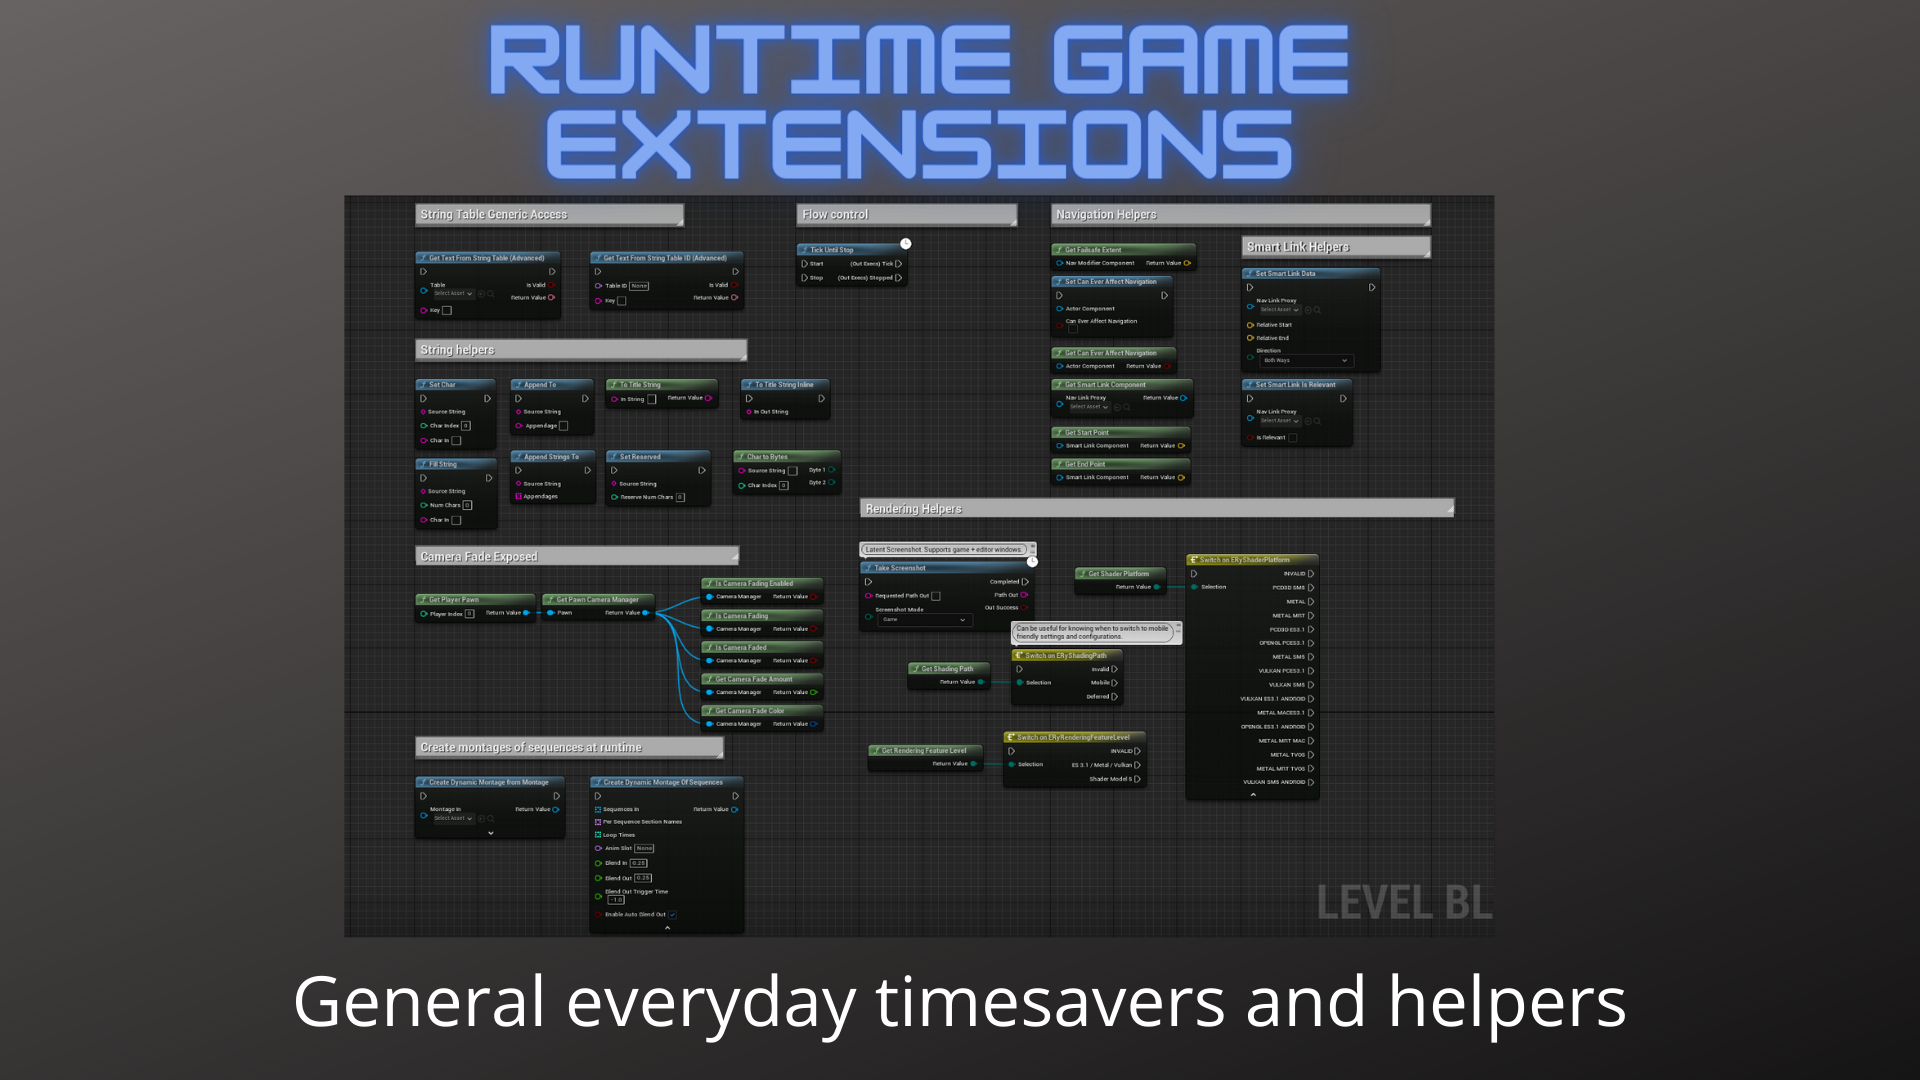 RUNTIME GAME
EXTENSIONS
String Table Generic Access
Get Text From String Table (Advanced)
Table
Select Asset
Key
Is Valid
Return Value
Get Text From String Table ID (Advanced)
Table ID None
Key
Is Valid
Return Value
Flow control
Tick Until Stop
Start (Out Execs) Tick
Stop (Out Execs) Stopped
Navigation Helpers
Get Failsafe Extent
Nav Modifier Component Return Value
Set Can Ever Affect Navigation
Actor Component
Can Ever Affect Navigation
Get Can Ever Affect Navigation
Actor Component Return Value
Get Smart Link Component
Nav Link Proxy Return Value
Select Asset
Get Start Point
Smart Link Component Return Value
Get End Point
Smart Link Component Return Value
Smart Link Helpers
Set Smart Link Data
Nav Link Proxy
Select Asset
Relative Start
Relative End
Direction
Both Ways
Set Smart Link Is Relevant
Nav Link Proxy
Select Asset
Is Relevant
String helpers
Set Char
Source String
Char Index 0
Char In
Append To
Source String
Appendage
To Title String
In String Return Value
To Title String Inline
In Out String
Fill String
Source String
Num Chars 0
Char In
Append Strings To
Source String
Appendages
Set Reserved
Source String
Reserve Num Chars 0
Char to Bytes
Source String Byte 1
Char Index 0 Byte 2
Rendering Helpers
Latent Screenshot. Supports game + editor windows.
Take Screenshot
Completed
Requested Path Out Path Out
Out Success
Screenshot Mode
Game
Get Shader Platform
Return Value
Switch on ERyShaderPlatform
Selection
INVALID
PCD3D SM5
METAL
METAL MRT
PCD3D ES3.1
OPENGL PCES3.1
METAL SM5
VULKAN PCES3.1
VULKAN SM5
VULKAN ES3.1 ANDROID
METAL MACES3.1
OPENGL ES3.1 ANDROID
METAL MRT MAC
METAL TVOS
METAL MRT TVOS
VULKAN SM5 ANDROID
Can be useful for knowing when to switch to mobile
friendly settings and configurations.
Get Shading Path
Return Value
Switch on ERyShadingPath
Invalid
Selection Mobile
Deferred
Get Rendering Feature Level
Return Value
Switch on ERyRenderingFeatureLevel
INVALID
Selection ES 3.1 / Metal / Vulkan
Shader Model 5
Camera Fade Exposed
Get Player Pawn
Player Index 0 Return Value
Get Pawn Camera Manager
Pawn Return Value
Is Camera Fading Enabled
Camera Manager Return Value
Is Camera Fading
Camera Manager Return Value
Is Camera Faded
Camera Manager Return Value
Get Camera Fade Amount
Camera Manager Return Value
Get Camera Fade Color
Camera Manager Return Value
Create montages of sequences at runtime
Create Dynamic Montage from Montage
Montage In Return Value
Select Asset
Create Dynamic Montage Of Sequences
Sequences In Return Value
Per Sequence Section Names
Loop Times
Anim Slot None
Blend In 0.25
Blend Out 0.25
Blend Out Trigger Time
-1.0
Enable Auto Blend Out
LEVEL BL
General everyday timesavers and helpers